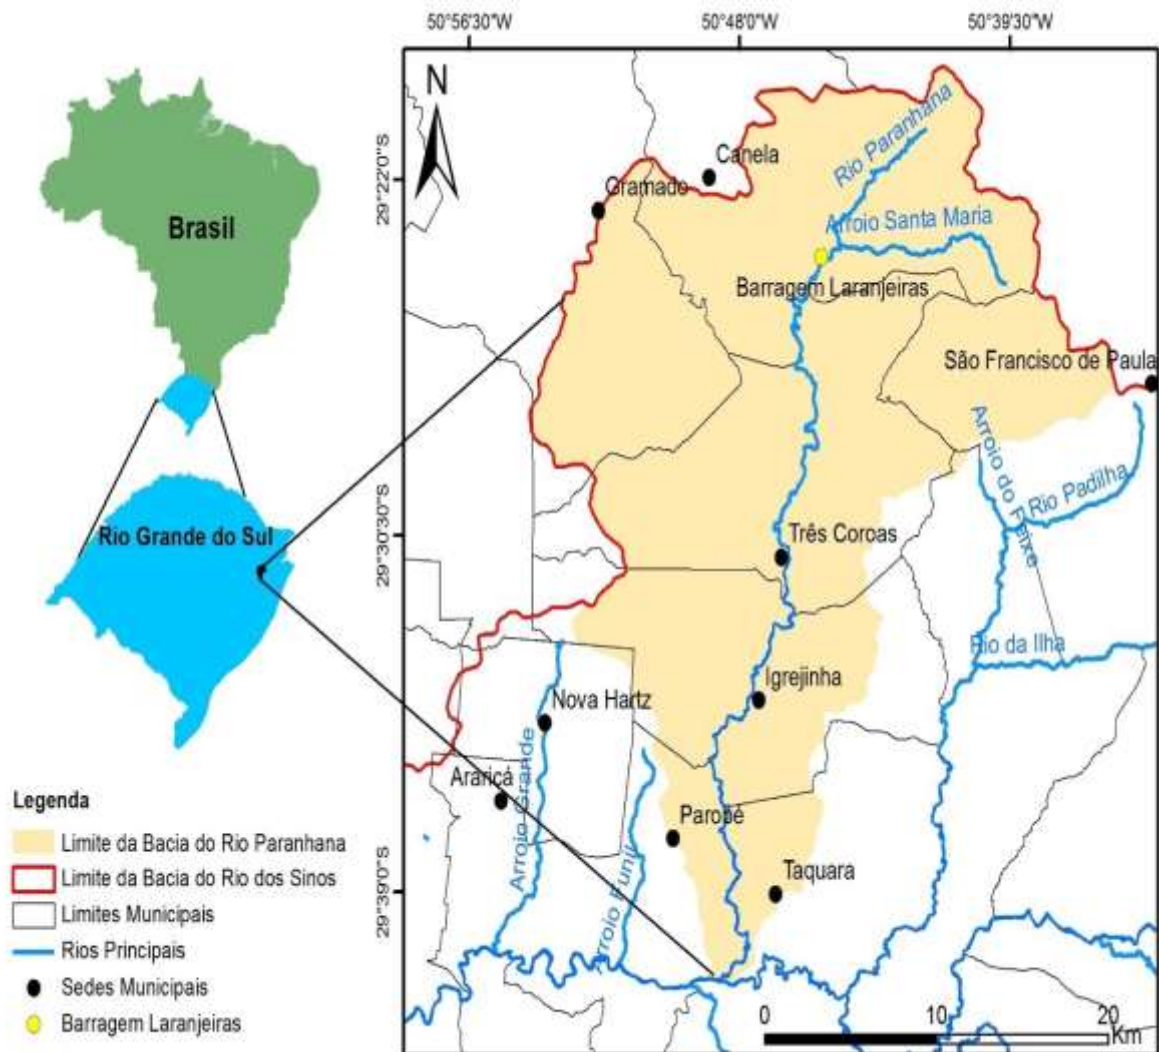 50°56'30"W
50°48'0"W
50°39'30"W
N
29°22'0"S
29°30'30"S
29°39'0"S
Brasil
Rio Grande do Sul
Canela
Gramado
Rio Paranhana
Arroio Santa Maria
Barragem Laranjeiras
São Francisco de Paula
Arroio do Peixe
Rio Padilha
Três Coroas
Rio da Ilha
Igrejinha
Nova Hartz
Araricá
Arroio Grande
Parobé
Arroio Funil
Taquara
Legenda
Limite da Bacia do Rio Paranhana
Limite da Bacia do Rio dos Sinos
Limites Municipais
Rios Principais
Sedes Municipais
Barragem Laranjeiras
0 10 20
Km